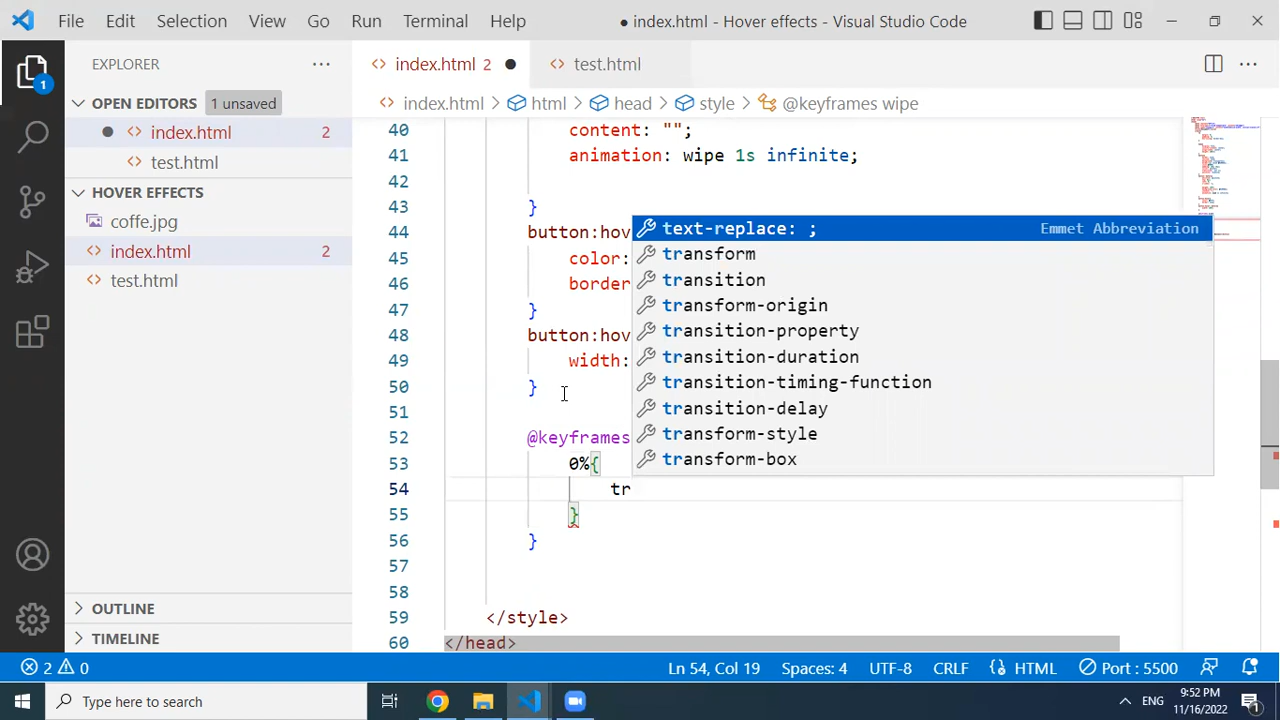 File Edit Selection View Go Run Terminal Help ● index.html - Hover effects - Visual Studio Code
EXPLORER
OPEN EDITORS 1 unsaved
index.html 2
test.html
HOVER EFFECTS
coffe.jpg
index.html 2
test.html
OUTLINE
TIMELINE
1
index.html 2 ● test.html
index.html > html > head > style > @keyframes wipe
40 content: "";
41 animation: wipe 1s infinite;
42
43 }
44 button:hov
45 color:
46 border
47 }
48 button:hov
49 width:
50 }
51
52 @keyframes
53 0%{
54 tr
55 }
56 }
57
58
59 </style>
60 </head>
text-replace: ; Emmet Abbreviation
transform
transition
transform-origin
transition-property
transition-duration
transition-timing-function
transition-delay
transform-style
transform-box
2 0 Ln 54, Col 19 Spaces: 4 UTF-8 CRLF HTML Port : 5500
Type here to search ENG 9:52 PM
11/16/2022 1